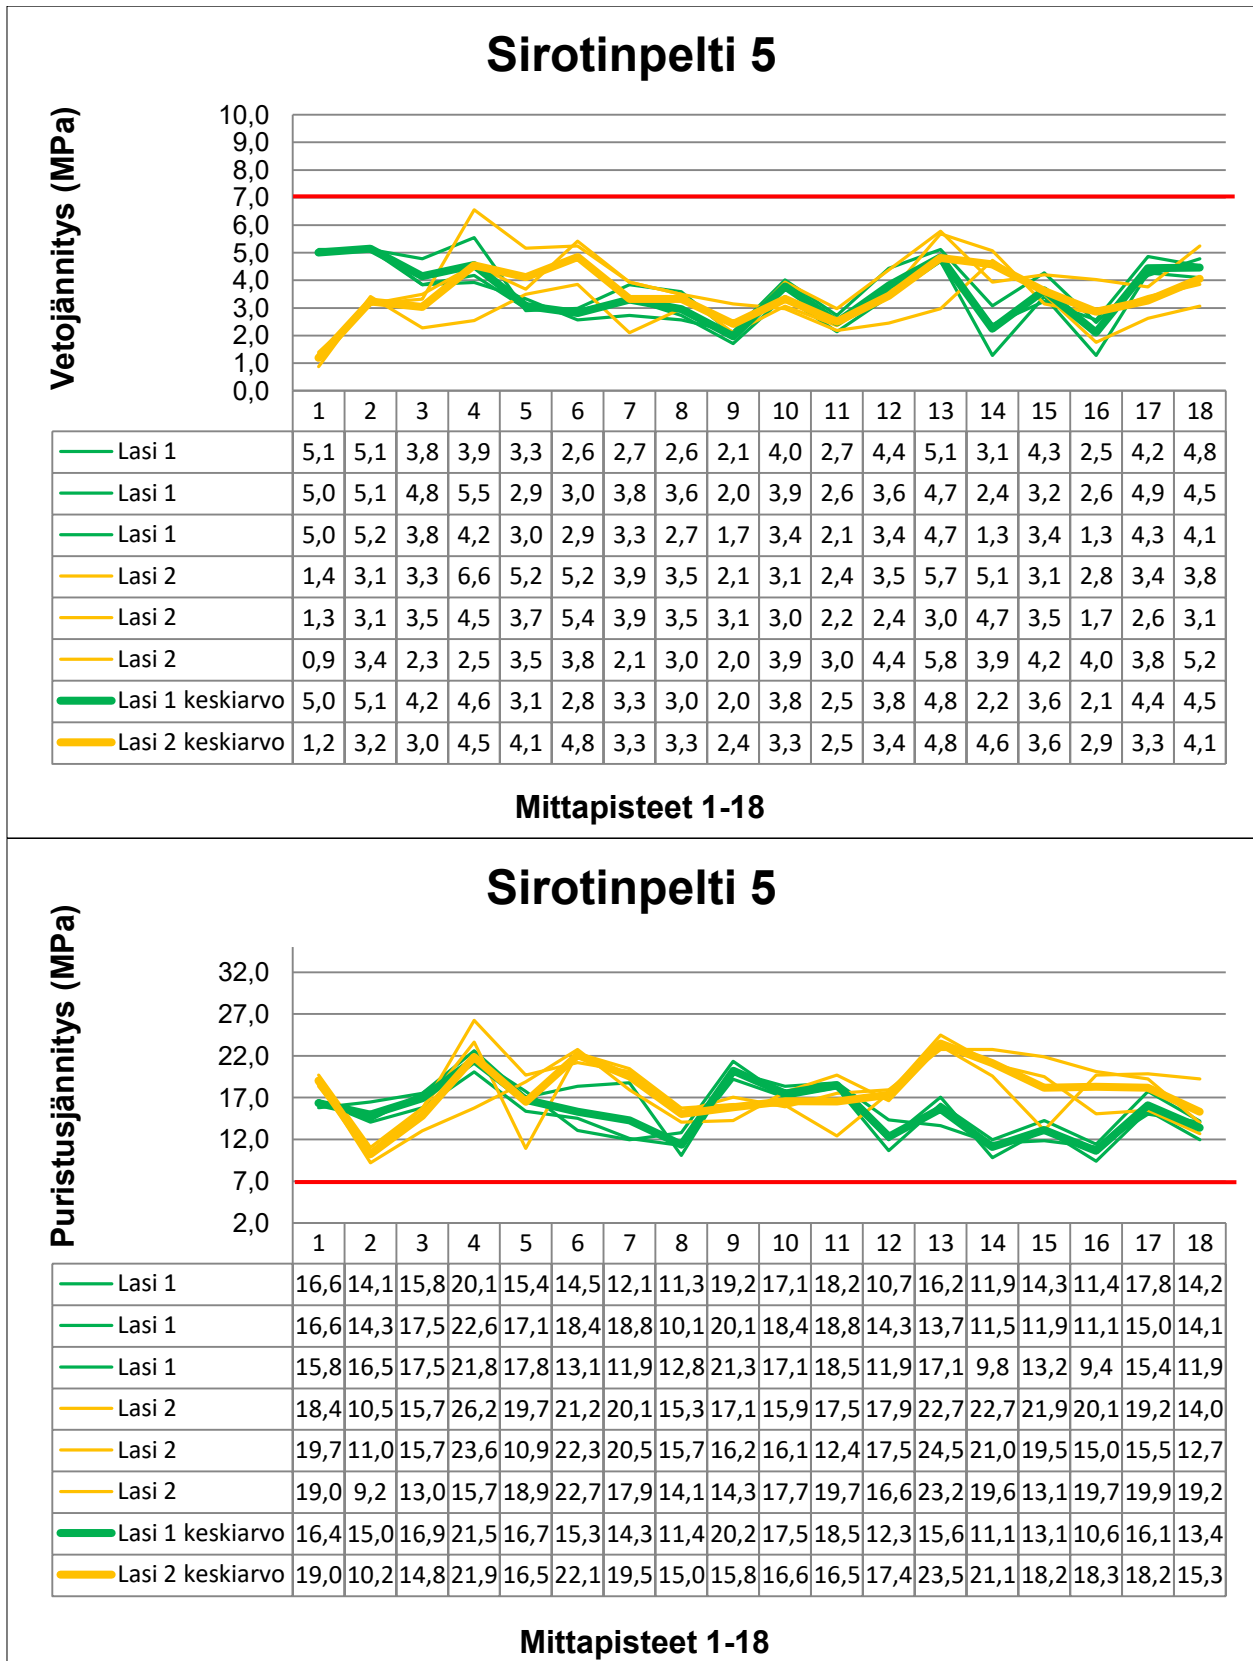 Sirotinpelti 5
Vetojännitys (MPa)
10,0
9,0
8,0
7,0
6,0
5,0
4,0
3,0
2,0
1,0
0,0
1 2 3 4 5 6 7 8 9 10 11 12 13 14 15 16 17 18
Lasi 1 5,1 5,1 3,8 3,9 3,3 2,6 2,7 2,6 2,1 4,0 2,7 4,4 5,1 3,1 4,3 2,5 4,2 4,8
Lasi 1 5,0 5,1 4,8 5,5 2,9 3,0 3,8 3,6 2,0 3,9 2,6 3,6 4,7 2,4 3,2 2,6 4,9 4,5
Lasi 1 5,0 5,2 3,8 4,2 3,0 2,9 3,3 2,7 1,7 3,4 2,1 3,4 4,7 1,3 3,4 1,3 4,3 4,1
Lasi 2 1,4 3,1 3,3 6,6 5,2 5,2 3,9 3,5 2,1 3,1 2,4 3,5 5,7 5,1 3,1 2,8 3,4 3,8
Lasi 2 1,3 3,1 3,5 4,5 3,7 5,4 3,9 3,5 3,1 3,0 2,2 2,4 3,0 4,7 3,5 1,7 2,6 3,1
Lasi 2 0,9 3,4 2,3 2,5 3,5 3,8 2,1 3,0 2,0 3,9 3,0 4,4 5,8 3,9 4,2 4,0 3,8 5,2
Lasi 1 keskiarvo 5,0 5,1 4,2 4,6 3,1 2,8 3,3 3,0 2,0 3,8 2,5 3,8 4,8 2,2 3,6 2,1 4,4 4,5
Lasi 2 keskiarvo 1,2 3,2 3,0 4,5 4,1 4,8 3,3 3,3 2,4 3,3 2,5 3,4 4,8 4,6 3,6 2,9 3,3 4,1
Mittapisteet 1-18
Sirotinpelti 5
Puristusjännitys (MPa)
32,0
27,0
22,0
17,0
12,0
7,0
2,0
1 2 3 4 5 6 7 8 9 10 11 12 13 14 15 16 17 18
Lasi 1 16,6 14,1 15,8 20,1 15,4 14,5 12,1 11,3 19,2 17,1 18,2 10,7 16,2 11,9 14,3 11,4 17,8 14,2
Lasi 1 16,6 14,3 17,5 22,6 17,1 18,4 18,8 10,1 20,1 18,4 18,8 14,3 13,7 11,5 11,9 11,1 15,0 14,1
Lasi 1 15,8 16,5 17,5 21,8 17,8 13,1 11,9 12,8 21,3 17,1 18,5 11,9 17,1 9,8 13,2 9,4 15,4 11,9
Lasi 2 18,4 10,5 15,7 26,2 19,7 21,2 20,1 15,3 17,1 15,9 17,5 17,9 22,7 22,7 21,9 20,1 19,2 14,0
Lasi 2 19,7 11,0 15,7 23,6 10,9 22,3 20,5 15,7 16,2 16,1 12,4 17,5 24,5 21,0 19,5 15,0 15,5 12,7
Lasi 2 19,0 9,2 13,0 15,7 18,9 22,7 17,9 14,1 14,3 17,7 19,7 16,6 23,2 19,6 13,1 19,7 19,9 19,2
Lasi 1 keskiarvo 16,4 15,0 16,9 21,5 16,7 15,3 14,3 11,4 20,2 17,5 18,5 12,3 15,6 11,1 13,1 10,6 16,1 13,4
Lasi 2 keskiarvo 19,0 10,2 14,8 21,9 16,5 22,1 19,5 15,0 15,8 16,6 16,5 17,4 23,5 21,1 18,2 18,3 18,2 15,3
Mittapisteet 1-18